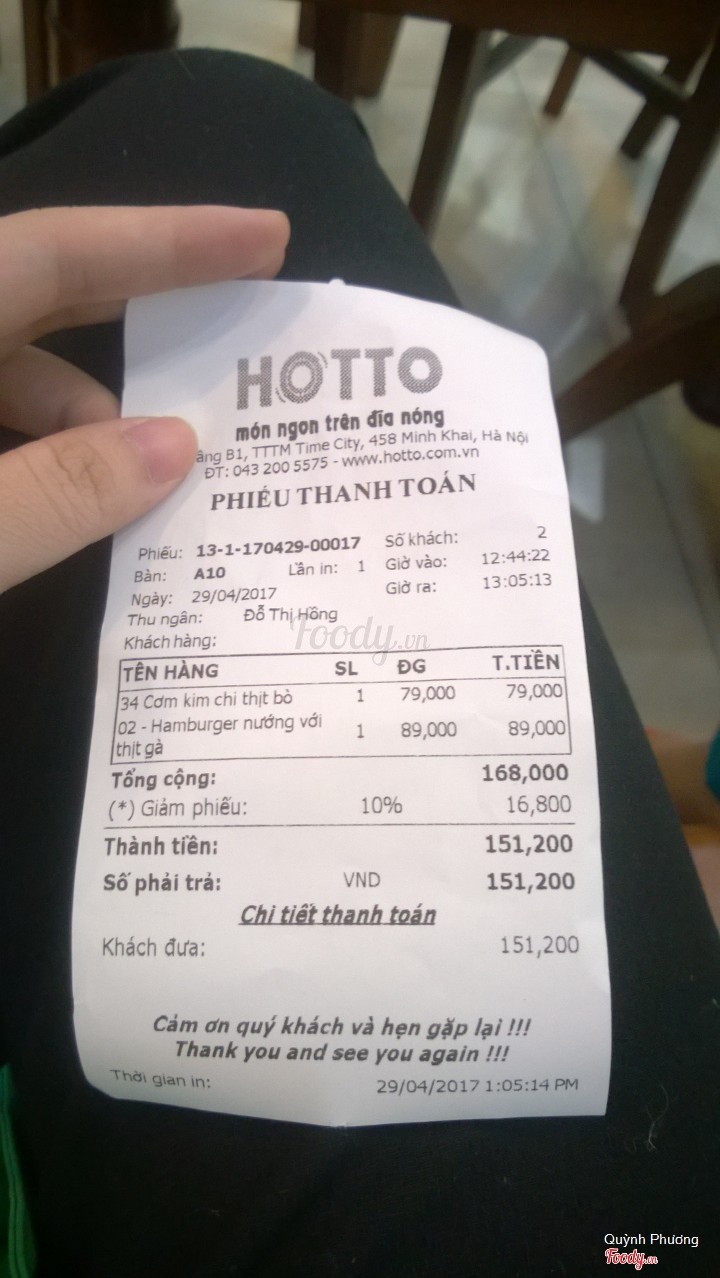 HOTTO
món ngon trên đĩa nóng
B1, TTTM Time City, 458 Minh Khai, Hà Nội
ĐT: 043 200 5575 - www.hotto.com.vn
PHIẾU THANH TOÁN
Phiếu: 13-1-170429-00017 Số khách: 2
Bàn: A10 Lần in: 1 Giờ vào: 12:44:22
Ngày: 29/04/2017 Giờ ra: 13:05:13
Thu ngân: Đỗ Thị Hồng
Khách hàng:
Foody.vn
TÊN HÀNG SL ĐG T.TIỀN
34 Cơm kim chi thịt bò 1 79,000 79,000
02 - Hamburger nướng với
thịt gà 1 89,000 89,000
Tổng cộng: 168,000
(*) Giảm phiếu: 10% 16,800
Thành tiền: 151,200
Số phải trả: VND 151,200
Chi tiết thanh toán
Khách đưa: 151,200
Cảm ơn quý khách và hẹn gặp lại !!!
Thank you and see you again !!!
Thời gian in: 29/04/2017 1:05:14 PM
Quỳnh Phương
Foody.vn